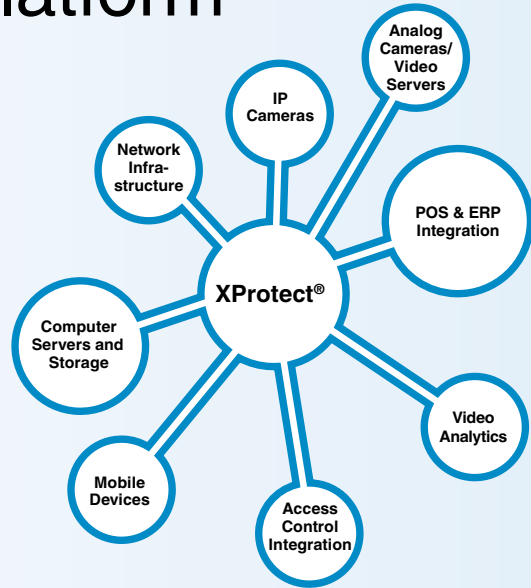 latform
Analog
Cameras/
Video
Servers
IP
Cameras
Network
Infra-
structure
POS & ERP
Integration
XProtect®
Computer
Servers and
Storage
Video
Analytics
Mobile
Devices
Access
Control
Integration